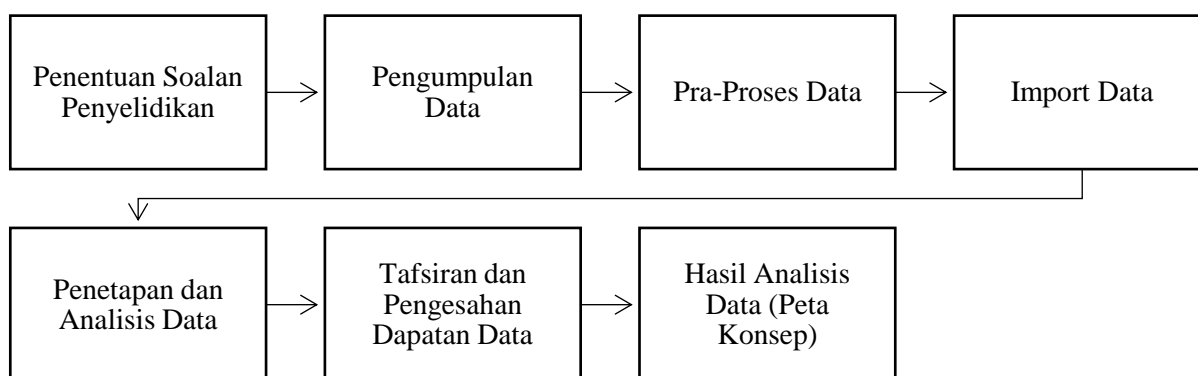 Penentuan Soalan
Penyelidikan
Pengumpulan
Data
Pra-Proses Data
Import Data
Penetapan dan
Analisis Data
Tafsiran dan
Pengesahan
Dapatan Data
Hasil Analisis
Data (Peta
Konsep)